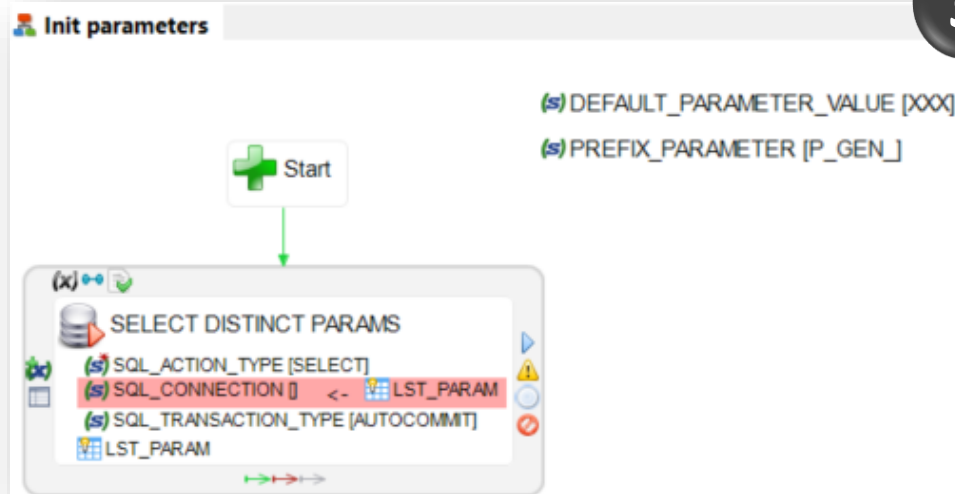 Init parameters
(s) DEFAULT_PARAMETER_VALUE [XXX]
(s) PREFIX_PARAMETER [P_GEN_]
Start
(x)
SELECT DISTINCT PARAMS
(x)
(s) SQL_ACTION_TYPE [SELECT]
(s) SQL_CONNECTION [] <- LST_PARAM
(s) SQL_TRANSACTION_TYPE [AUTOCOMMIT]
LST_PARAM